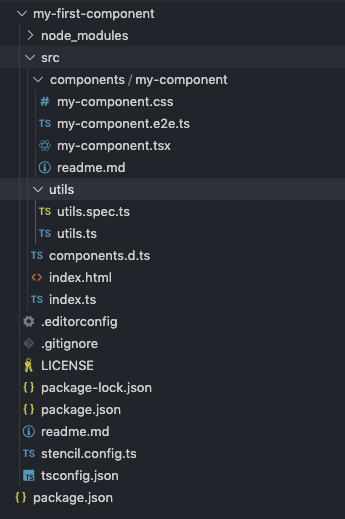 my-first-component
node_modules
src
components / my-component
# my-component.css
TS my-component.e2e.ts
my-component.tsx
readme.md
utils
TS utils.spec.ts
TS utils.ts
TS components.d.ts
<> index.html
TS index.ts
.editorconfig
.gitignore
LICENSE
{} package-lock.json
{} package.json
readme.md
TS stencil.config.ts
TS tsconfig.json
{} package.json